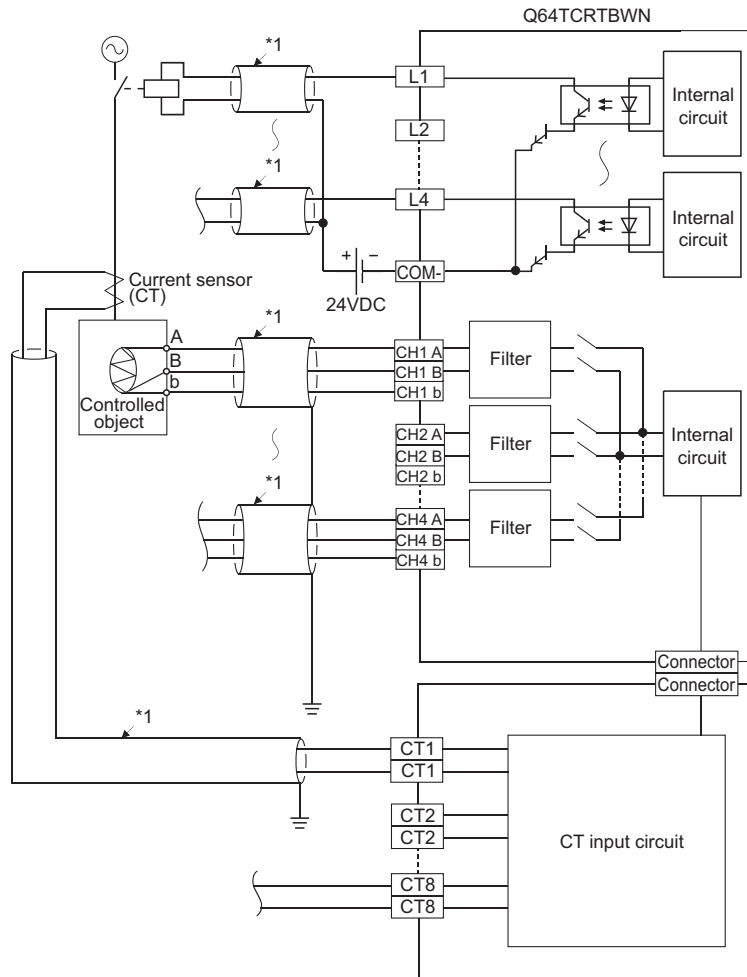 Q64TCRTBWN
*1
L1
Internal
circuit
L2
*1
L4
Internal
circuit
+ −
COM-
24VDC
Current sensor
(CT)
*1
A
B
b
Controlled
object
CH1 A
CH1 B
CH1 b
Filter
CH2 A
CH2 B
CH2 b
Filter
Internal
circuit
*1
CH4 A
CH4 B
CH4 b
Filter
Connector
Connector
*1
CT1
CT1
CT2
CT2
CT input circuit
CT8
CT8